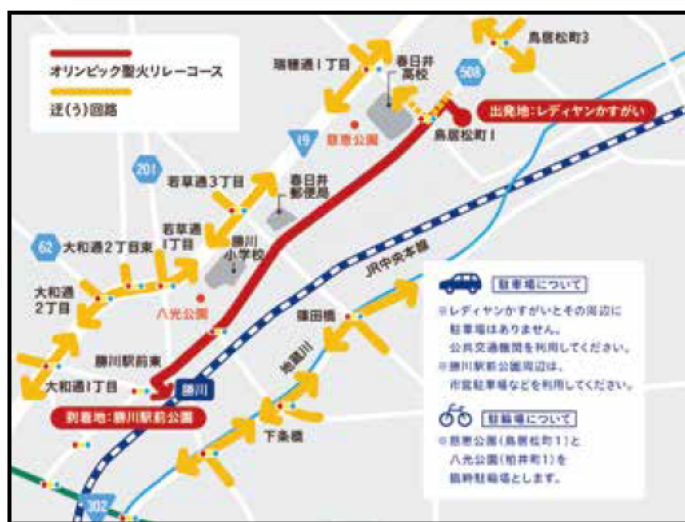 オリンピック聖火リレーコース
迂(う)回路
瑞穂通1丁目
春日井
高校
鳥居松町3
508
出発地:レディヤンかすがい
鳥居松町1
慈恵公園
19
201
若草通3丁目
春日井
郵便局
若草通
1丁目
勝川
小学校
62
大和通2丁目東
大和通
2丁目
八光公園
JR中央本線
篠田橋
地蔵川
勝川駅前東
大和通1丁目
勝川
到着地:勝川駅前公園
下条橋
302
駐車場について
※レディヤンかすがいとその周辺に
駐車場はありません。
公共交通機関を利用してください。
※勝川駅前公園周辺は、
市営駐車場などを利用してください。
駐輪場について
※慈恵公園(鳥居松町1)と
八光公園(柏井町1)を
臨時駐輪場とします。